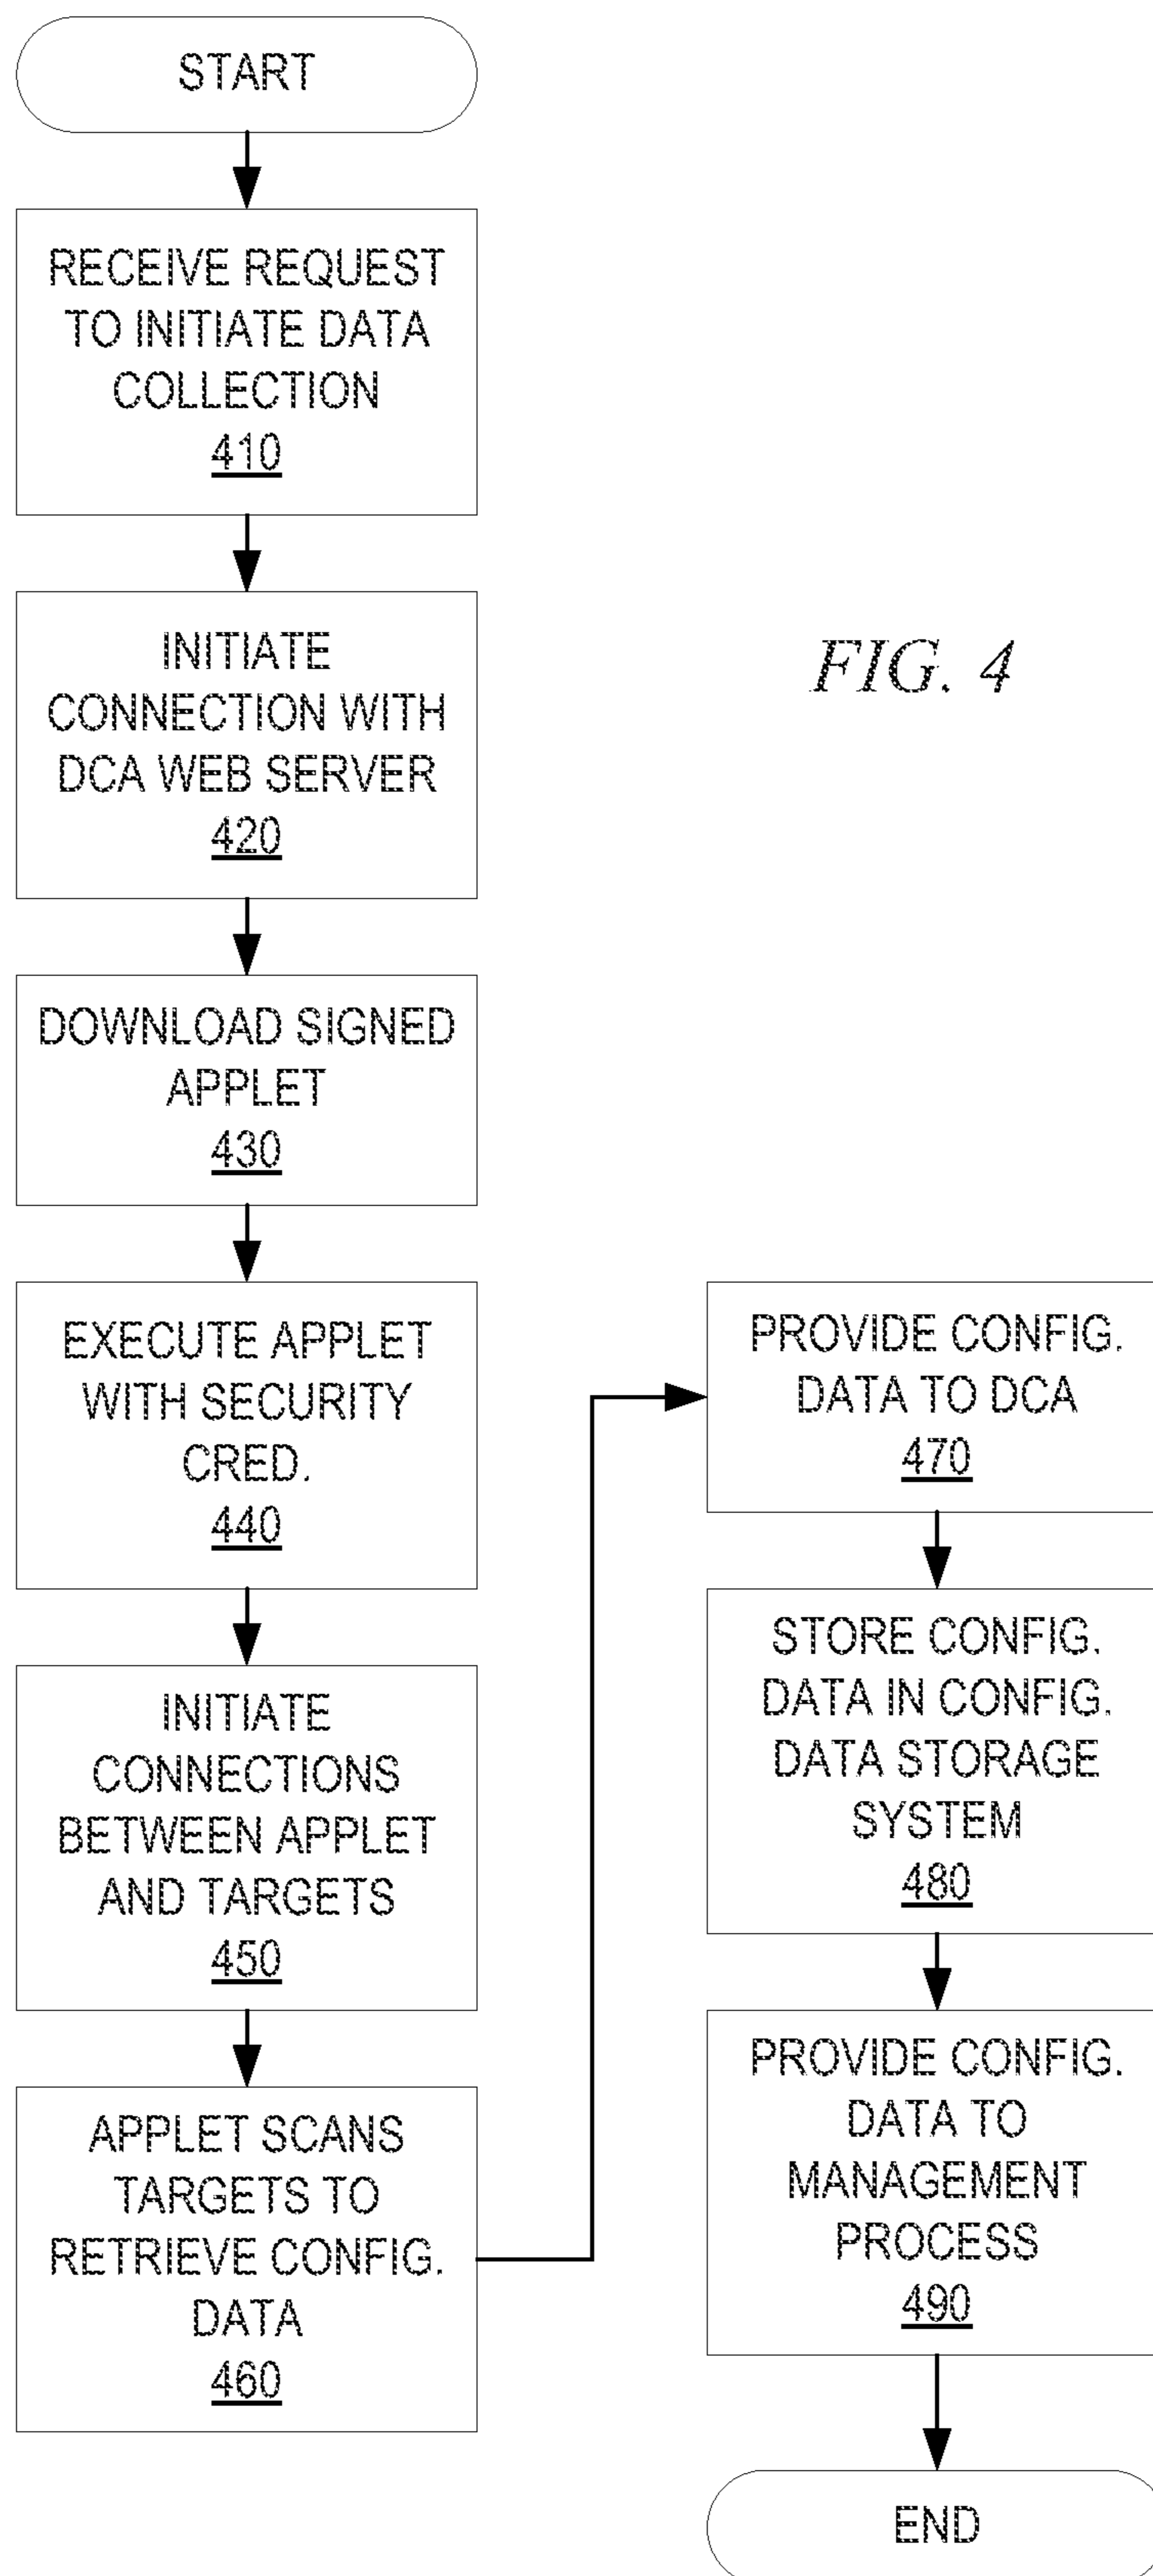 START
RECEIVE REQUEST
TO INITIATE DATA
COLLECTION
410
INITIATE
CONNECTION WITH
DCA WEB SERVER
420
FIG. 4
DOWNLOAD SIGNED
APPLET
430
EXECUTE APPLET
WITH SECURITY
CRED.
440
INITIATE
CONNECTIONS
BETWEEN APPLET
AND TARGETS
450
APPLET SCANS
TARGETS TO
RETRIEVE CONFIG.
DATA
460
PROVIDE CONFIG.
DATA TO DCA
470
STORE CONFIG.
DATA IN CONFIG.
DATA STORAGE
SYSTEM
480
PROVIDE CONFIG.
DATA TO
MANAGEMENT
PROCESS
490
END